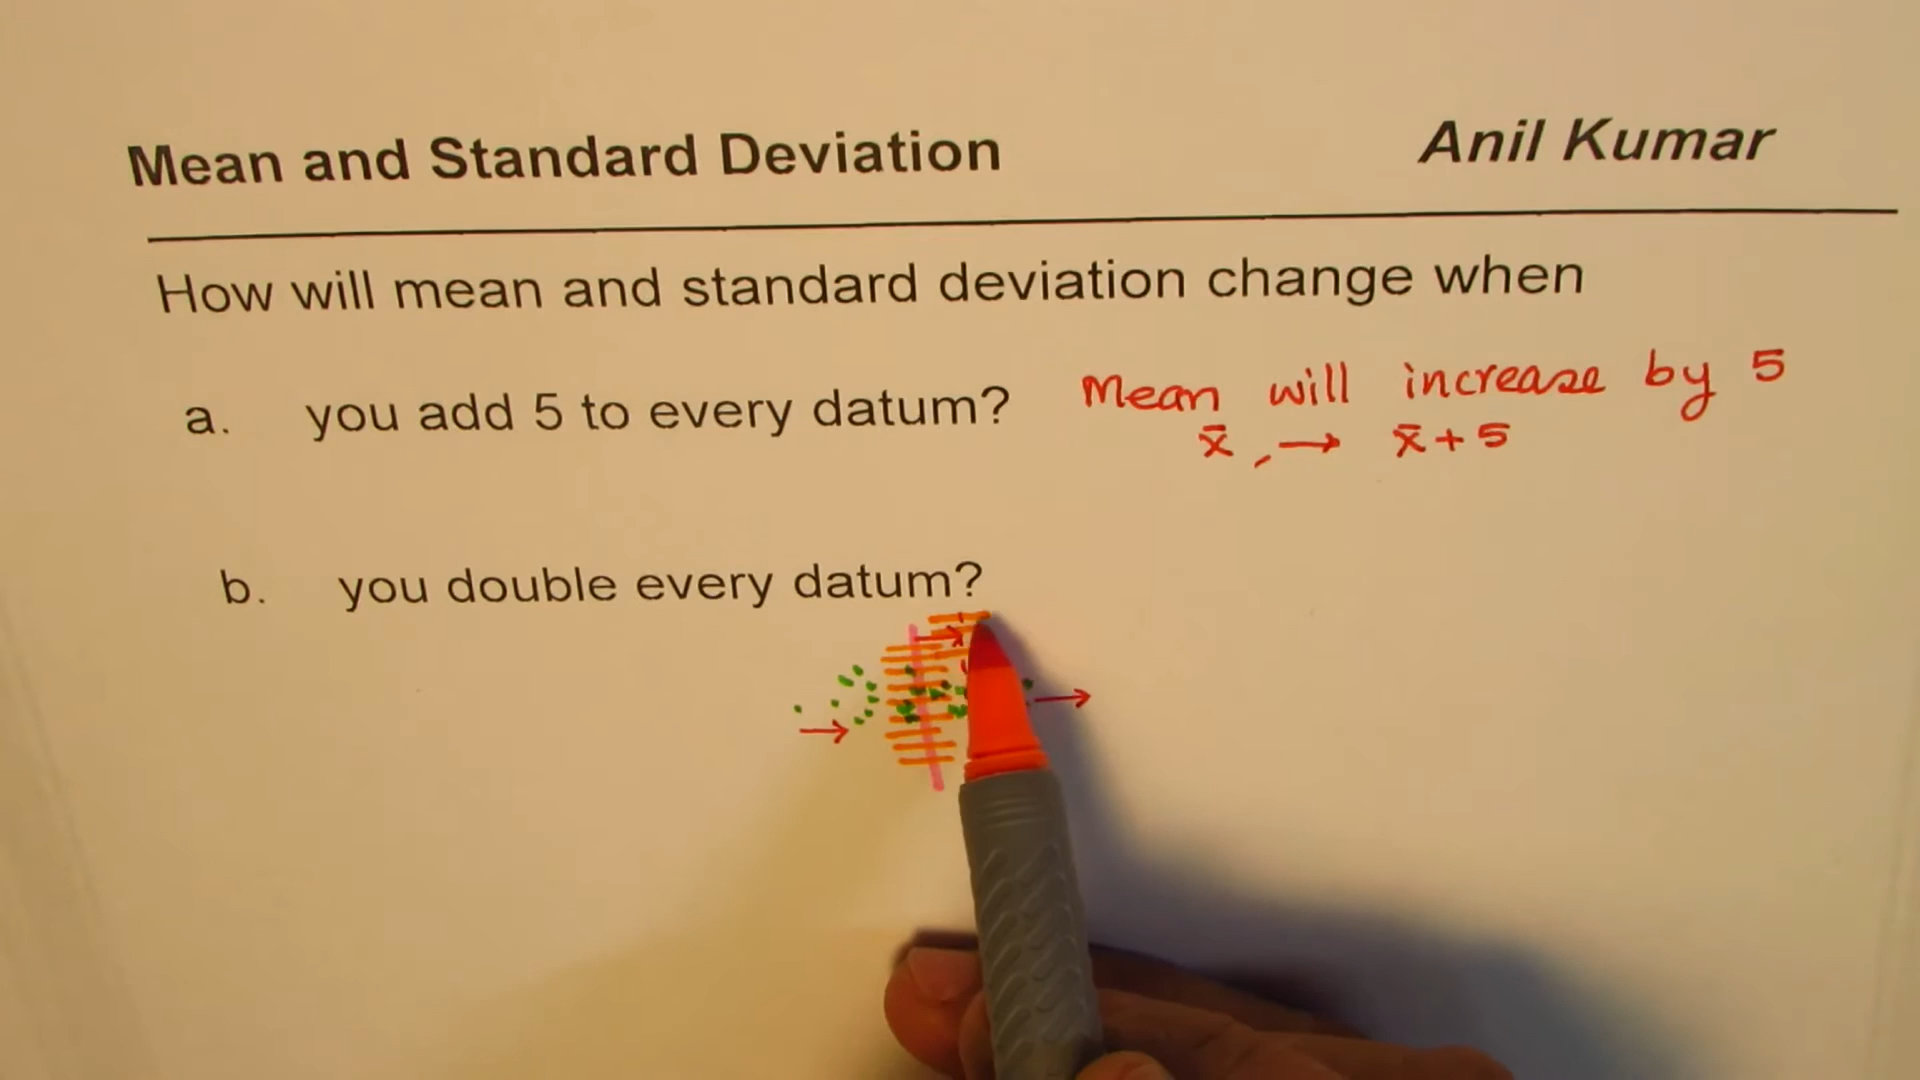 Mean and Standard Deviation Anil Kumar
How will mean and standard deviation change when
a. you add 5 to every datum? Mean will increase by 5
x̄ , → x̄ + 5
b. you double every datum?